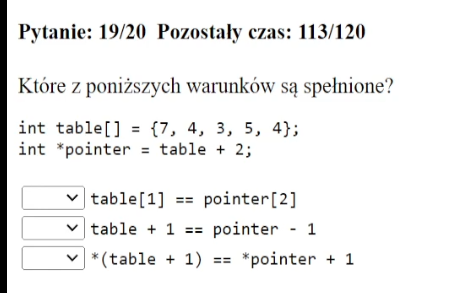 Pytanie: 19/20 Pozostały czas: 113/120
Które z poniższych warunków są spełnione?
int table[] = {7, 4, 3, 5, 4};
int *pointer = table + 2;
table[1] == pointer[2]
table + 1 == pointer - 1
*(table + 1) == *pointer + 1